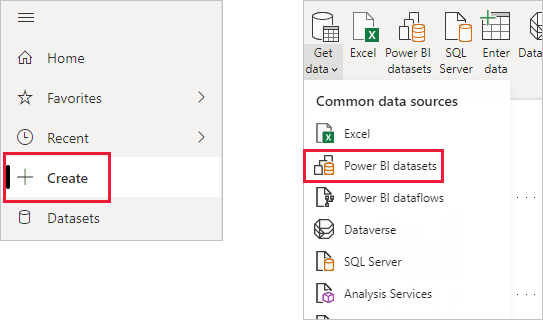 Home
Favorites
Recent
Create
Datasets
Get data
Excel
Power BI datasets
SQL Server
Enter data
Common data sources
Excel
Power BI datasets
Power BI dataflows
Dataverse
SQL Server
Analysis Services